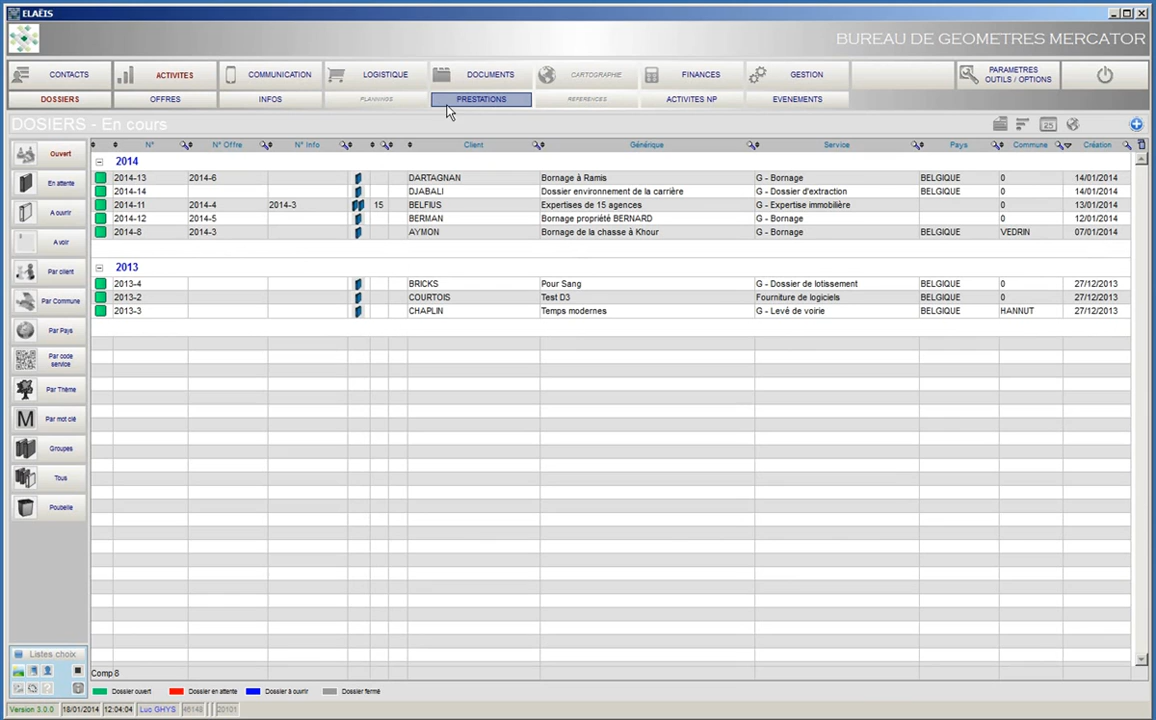 ELAËIS
BUREAU DE GEOMETRES MERCATOR
CONTACTS ACTIVITES COMMUNICATION LOGISTIQUE DOCUMENTS CARTOGRAPHIE FINANCES GESTION PARAMETRES OUTILS / OPTIONS
DOSSIERS OFFRES INFOS PLANNINGS PRESTATIONS REFERENCES ACTIVITES NP EVENEMENTS
DOSIERS - En cours
25
N° N° Offre N° Info Client Générique Service Pays Commune Création
2014
2014-13 2014-6 DARTAGNAN Bornage à Ramis G - Bornage BELGIQUE 0 14/01/2014
2014-14 DJABALI Dossier environnement de la carrière G - Dossier d'extraction BELGIQUE 0 14/01/2014
2014-11 2014-4 2014-3 15 BELFIUS Expertises de 15 agences G - Expertise immobilière 0 13/01/2014
2014-12 2014-5 BERMAN Bornage propriété BERNARD G - Bornage 0 12/01/2014
2014-8 2014-3 AYMON Bornage de la chasse à Khour G - Bornage BELGIQUE VEDRIN 07/01/2014
2013
2013-4 BRICKS Pour Sang G - Dossier de lotissement BELGIQUE 0 27/12/2013
2013-2 COURTOIS Test D3 Fourniture de logiciels BELGIQUE 0 27/12/2013
2013-3 CHAPLIN Temps modernes G - Levé de voirie BELGIQUE HANNUT 27/12/2013
Ouvert
En attente
A ouvrir
A voir
Par client
Par Commune
Par Pays
Par code service
Par Thème
M Par mot clé
Groupes
Tous
Poubelle
Listes choix
Comp 8
Dossier ouvert Dossier en attente Dossier à ouvrir Dossier fermé
Version 3.0.0 18/01/2014 12:04:04 Luc GHYS 46148 20101